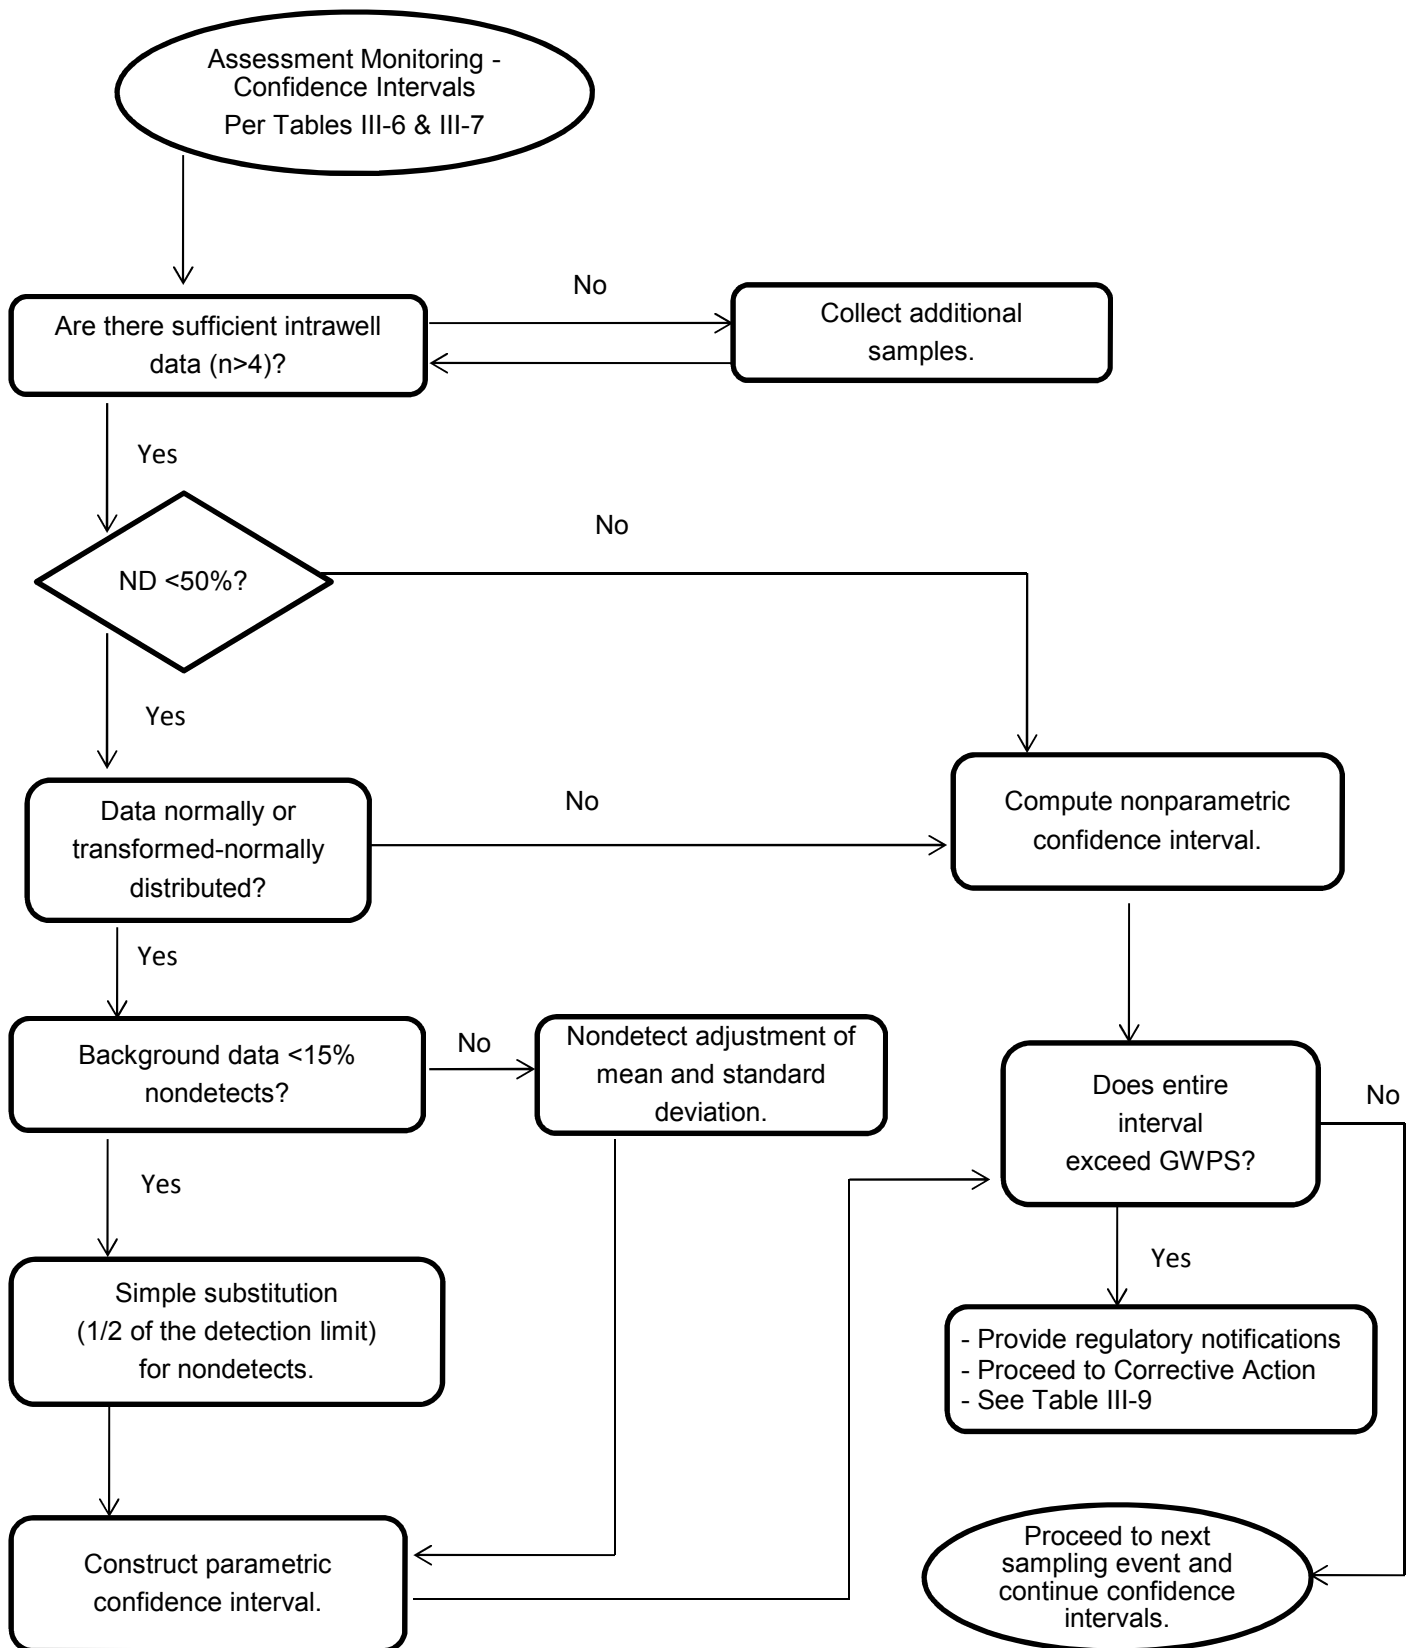 Assessment Monitoring -
Confidence Intervals
Per Tables III-6 & III-7
No
Are there sufficient intrawell
data (n>4)?
Collect additional
samples.
Yes
No
ND <50%?
Yes
Data normally or
transformed-normally
distributed?
No
Compute nonparametric
confidence interval.
Yes
Background data <15%
nondetects?
No
Nondetect adjustment of
mean and standard
deviation.
Does entire
interval
exceed GWPS?
No
Yes
Yes
Simple substitution
(1/2 of the detection limit)
for nondetects.
- Provide regulatory notifications
- Proceed to Corrective Action
- See Table III-9
Construct parametric
confidence interval.
Proceed to next
sampling event and
continue confidence
intervals.